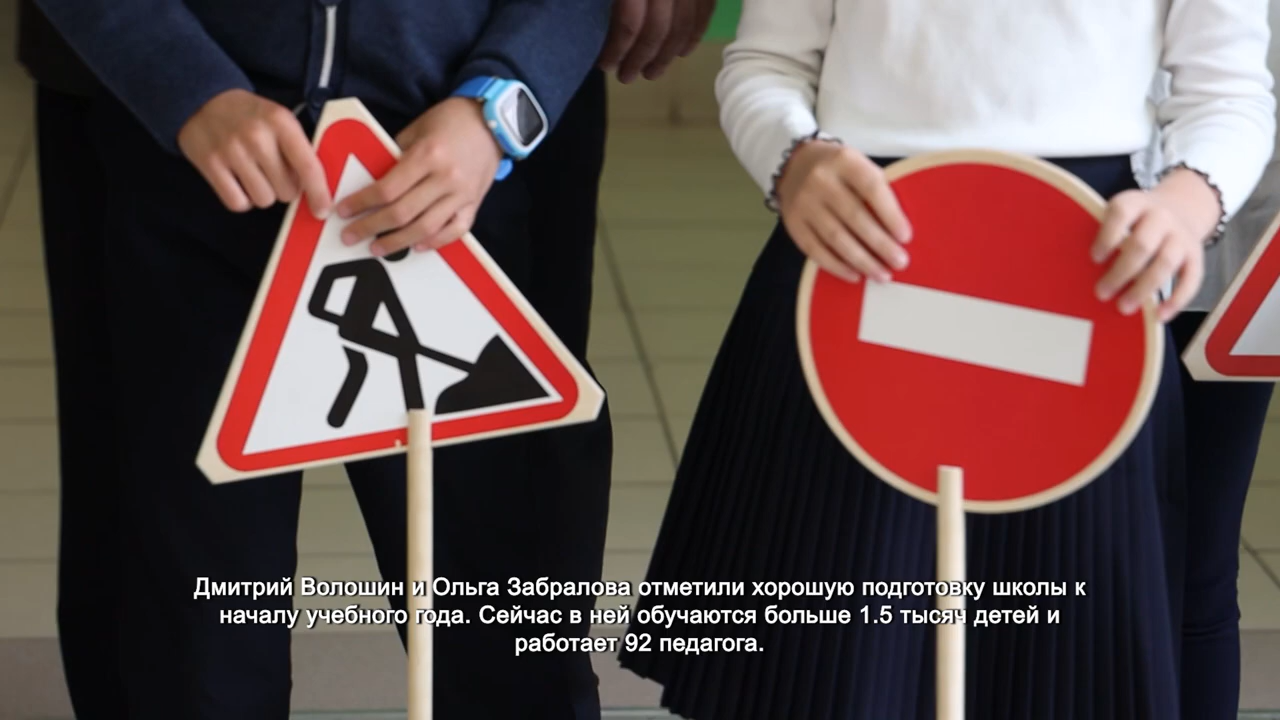 Дмитрий Волошин и Ольга Забралова отметили хорошую подготовку школы к
началу учебного года. Сейчас в ней обучаются больше 1.5 тысяч детей и
работает 92 педагога.